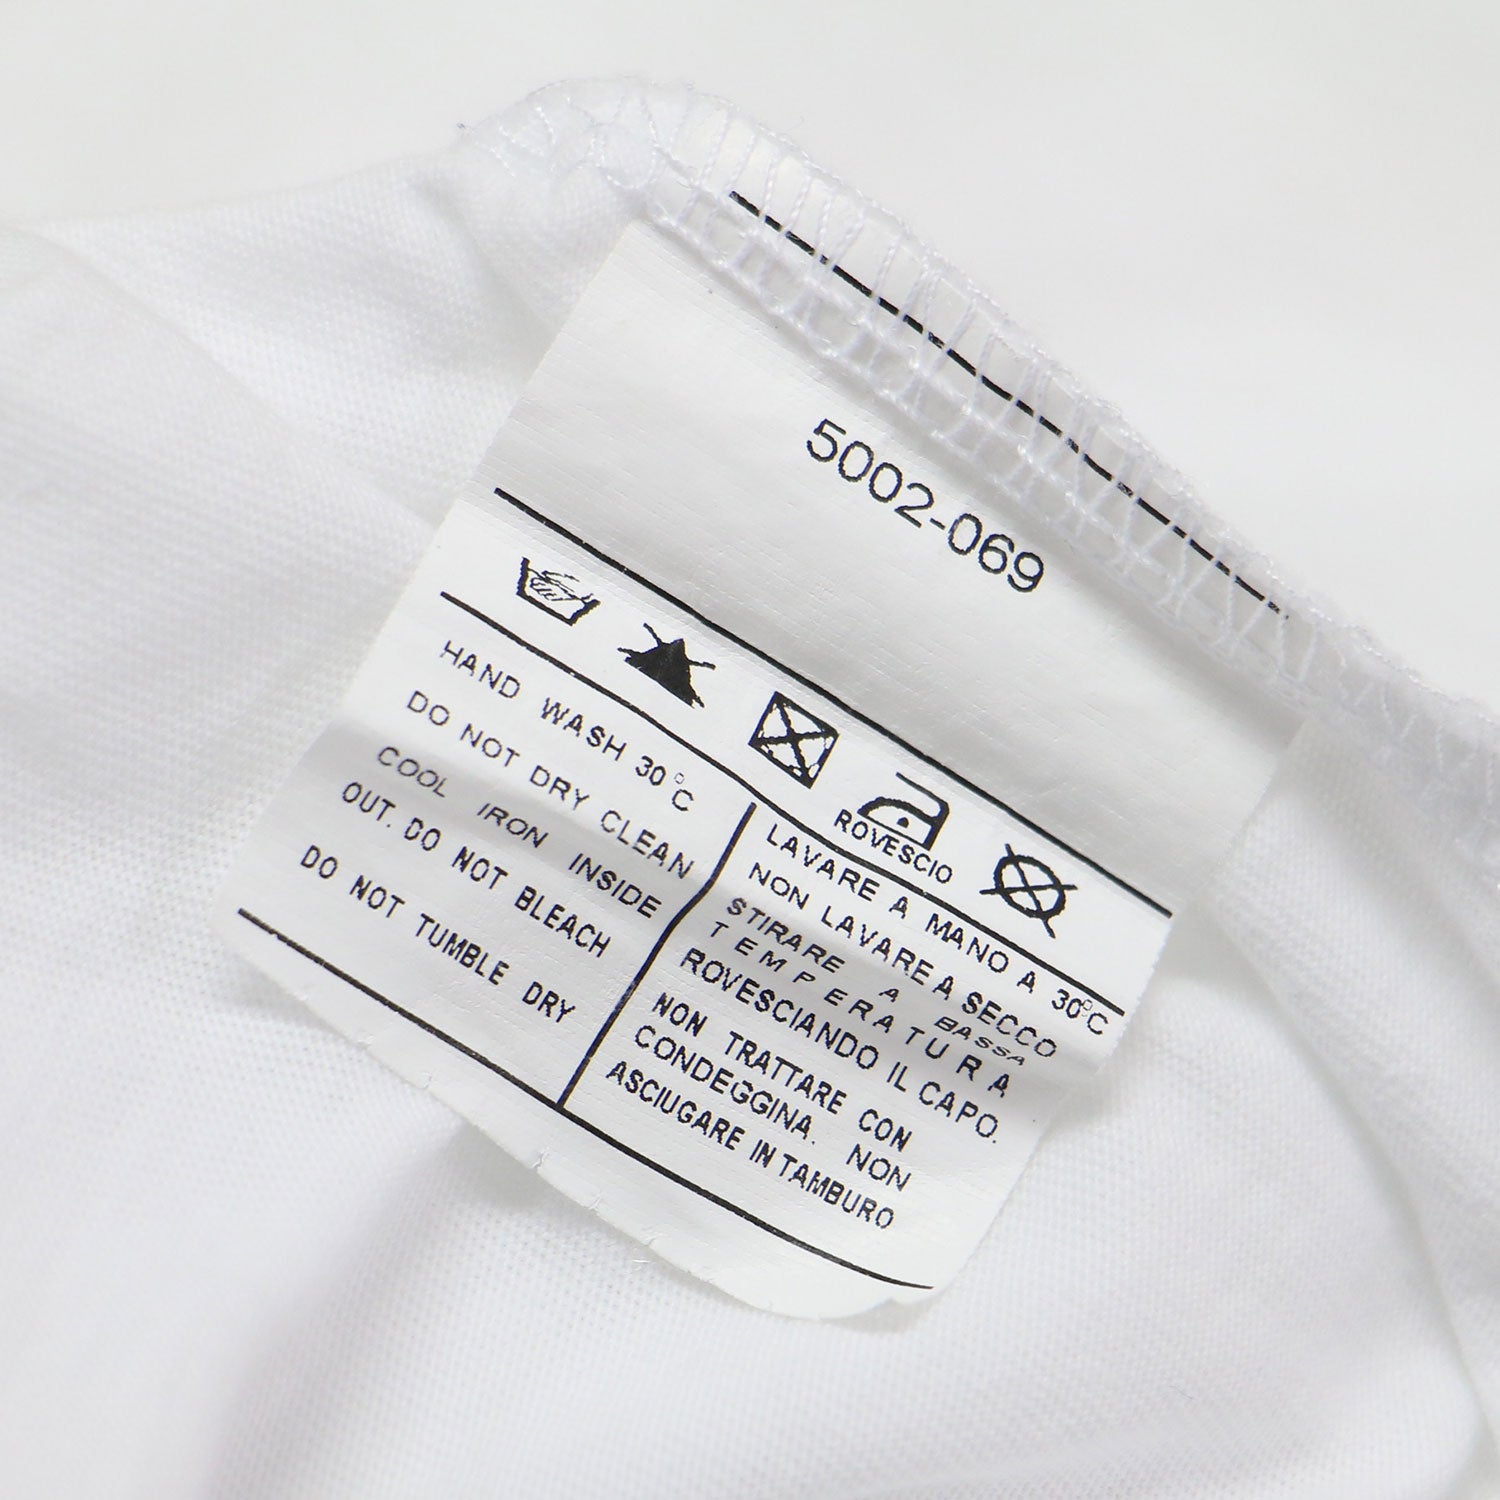 5002-069
ROVESCIO
HAND WASH 30°C
DO NOT DRY CLEAN
COOL IRON INSIDE
OUT. DO NOT BLEACH
DO NOT TUMBLE DRY
LAVARE A MANO A 30°C
NON LAVARE A SECCO
STIRARE A BASSA
TEMPERATURA
ROVESCIANDO IL CAPO.
NON TRATTARE CON
CONDEGGINA. NON
ASCIUGARE IN TAMBURO